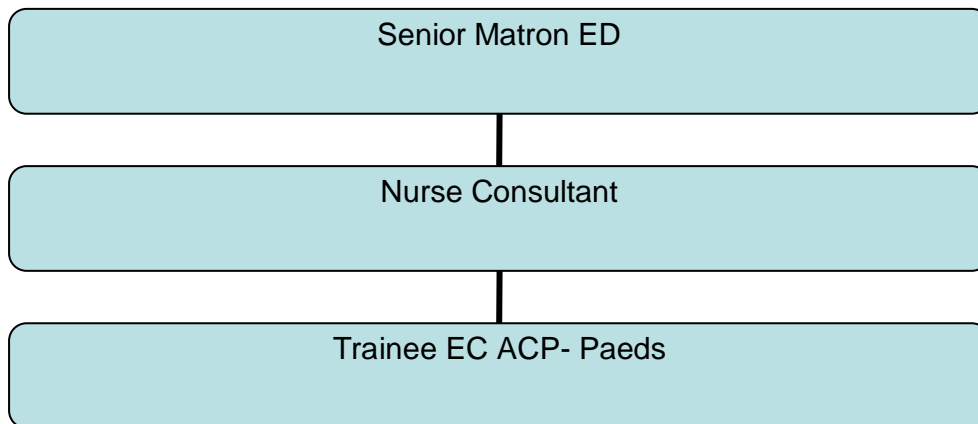 Senior Matron ED
Nurse Consultant
Trainee EC ACP- Paeds